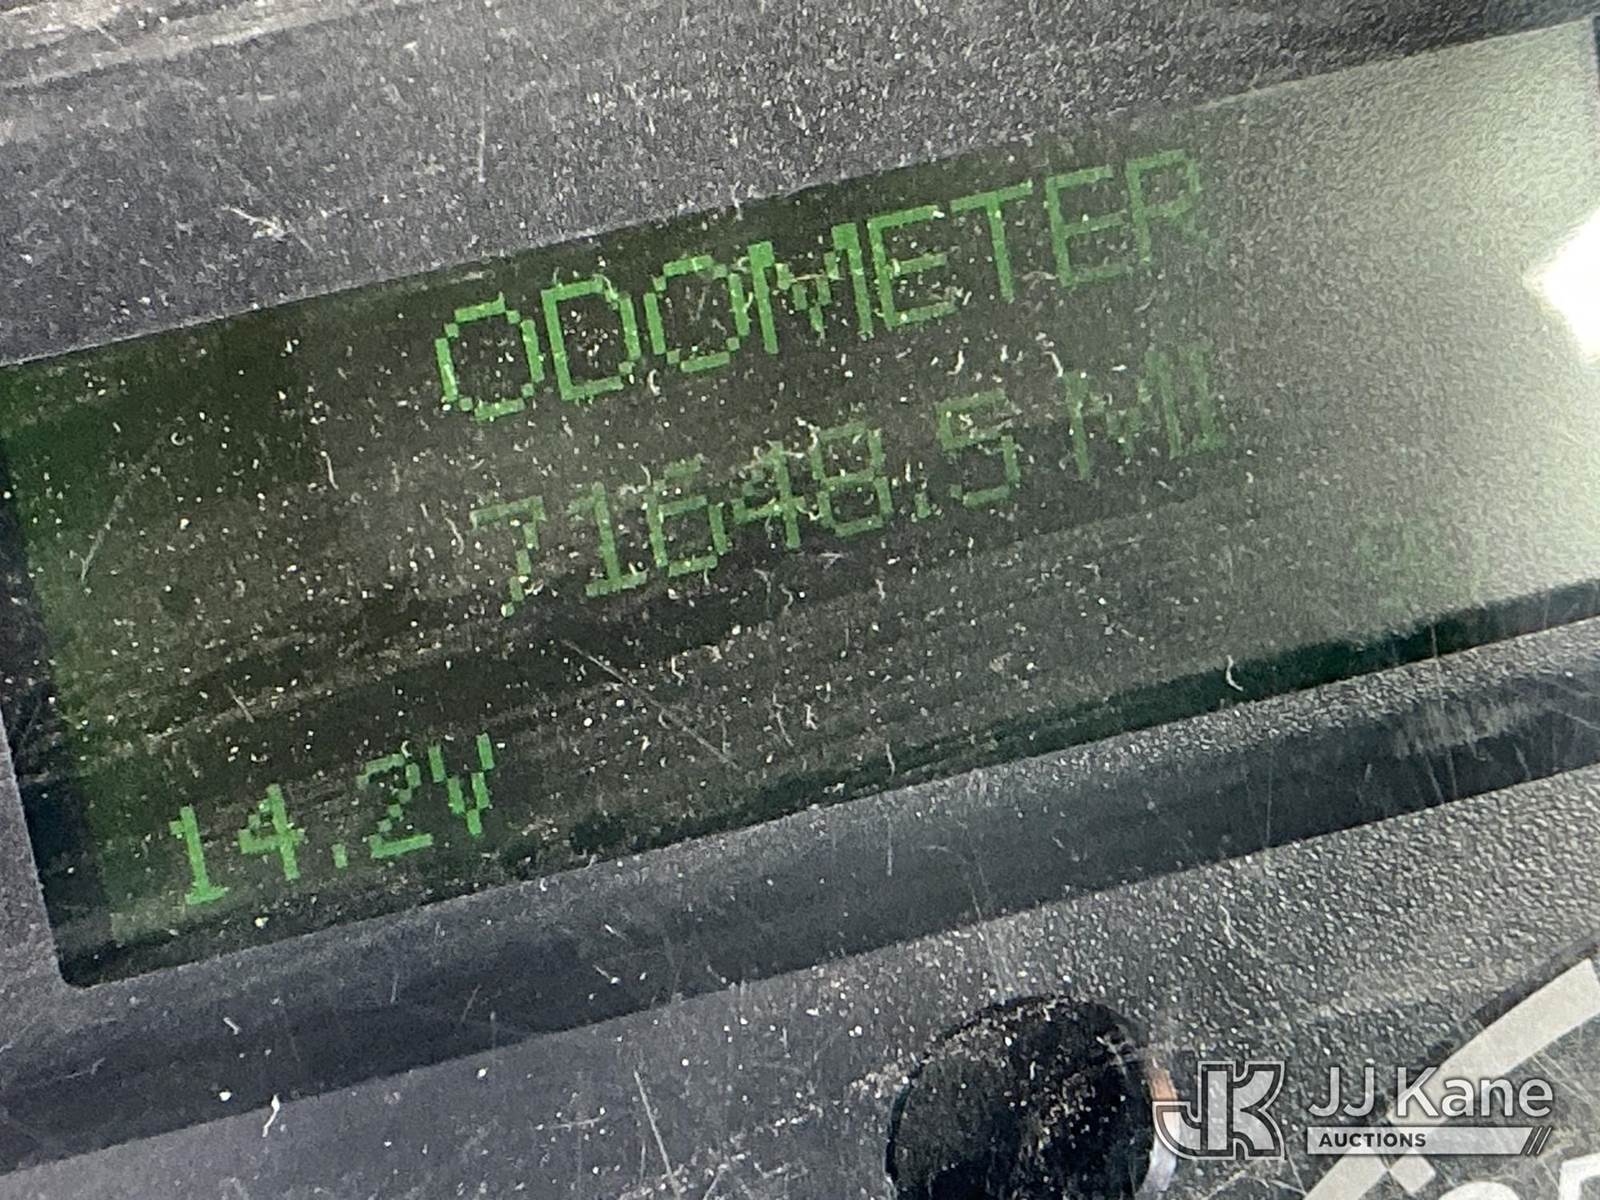 ODOMETER
71648.5 MI
14.2V
JJ Kane
AUCTIONS